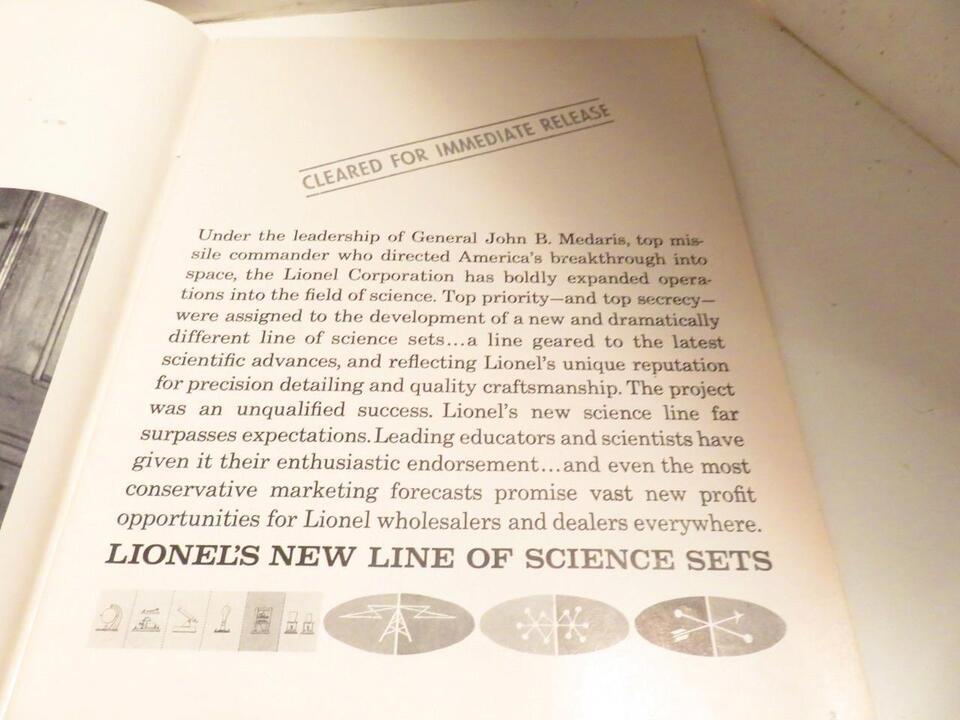 CLEARED FOR IMMEDIATE RELEASE
Under the leadership of General John B. Medaris, top mis-
sile commander who directed America's breakthrough into
space, the Lionel Corporation has boldly expanded opera-
tions into the field of science. Top priority—and top secrecy—
were assigned to the development of a new and dramatically
different line of science sets...a line geared to the latest
scientific advances, and reflecting Lionel's unique reputation
for precision detailing and quality craftsmanship. The project
was an unqualified success. Lionel's new science line far
surpasses expectations. Leading educators and scientists have
given it their enthusiastic endorsement...and even the most
conservative marketing forecasts promise vast new profit
opportunities for Lionel wholesalers and dealers everywhere.
LIONEL'S NEW LINE OF SCIENCE SETS